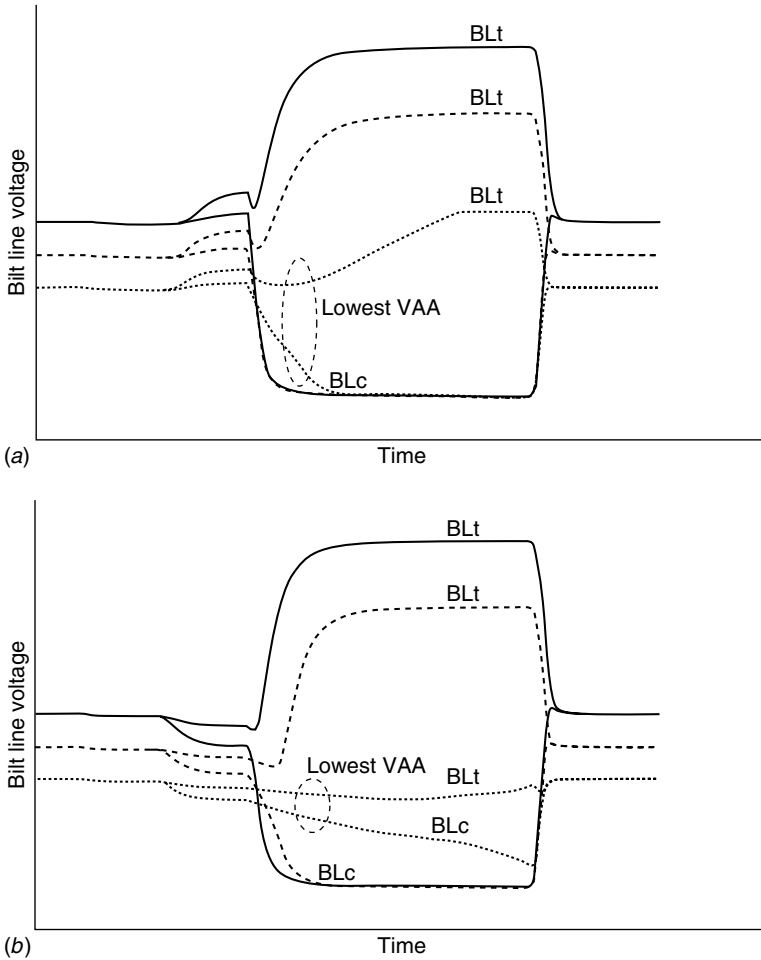 BLt
BLt
BLt
Bilt line voltage
Lowest VAA
BLc
(a)
Time
BLt
BLt
Bilt line voltage
Lowest VAA
BLt
BLc
BLc
(b)
Time